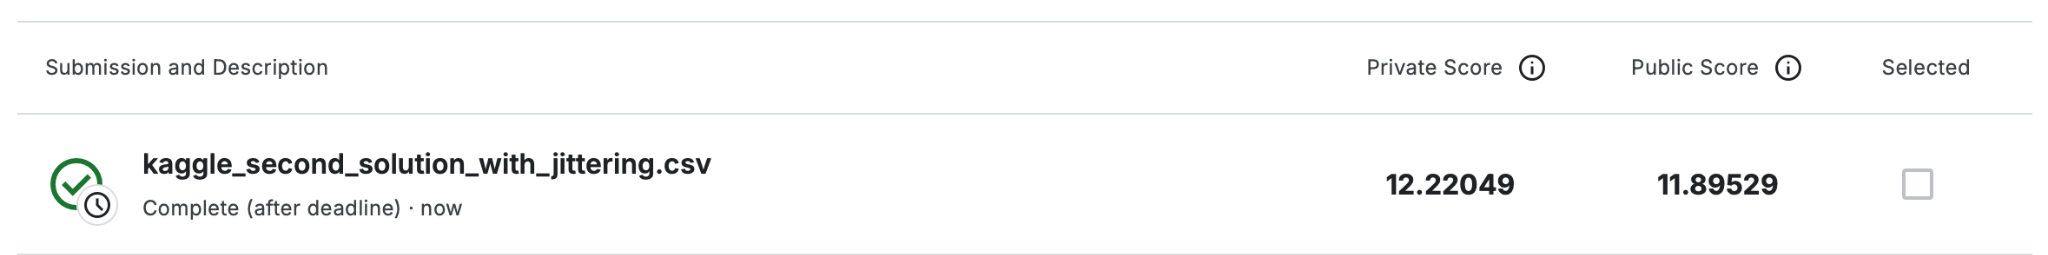 Submission and Description Private Score Public Score Selected
kaggle_second_solution_with_jittering.csv 12.22049 11.89529
Complete (after deadline) · now